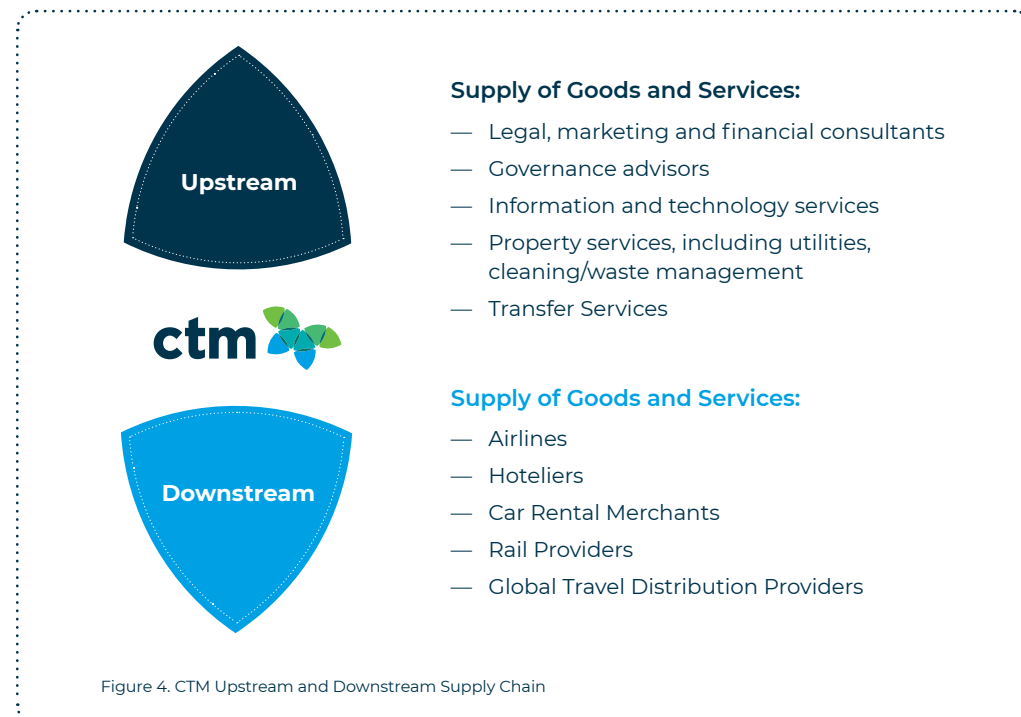 Upstream
Supply of Goods and Services:
— Legal, marketing and financial consultants
— Governance advisors
— Information and technology services
— Property services, including utilities,
cleaning/waste management
— Transfer Services
ctm
Downstream
Supply of Goods and Services:
— Airlines
— Hoteliers
— Car Rental Merchants
— Rail Providers
— Global Travel Distribution Providers
Figure 4. CTM Upstream and Downstream Supply Chain